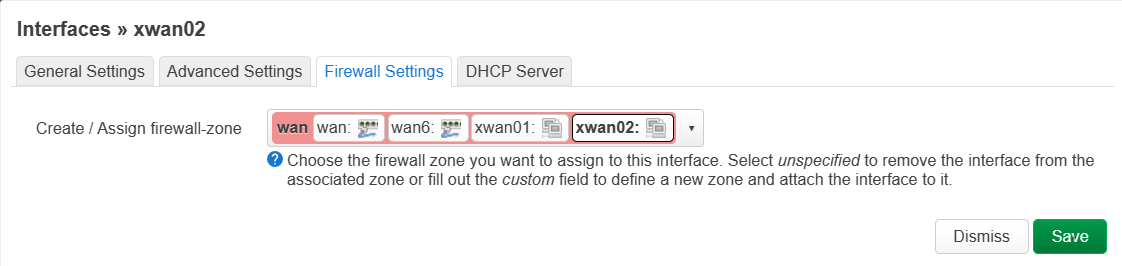 Interfaces » xwan02
General Settings Advanced Settings Firewall Settings DHCP Server
Create / Assign firewall-zone wan wan: wan6: xwan01: xwan02:
Choose the firewall zone you want to assign to this interface. Select unspecified to remove the interface from the
associated zone or fill out the custom field to define a new zone and attach the interface to it.
Dismiss Save